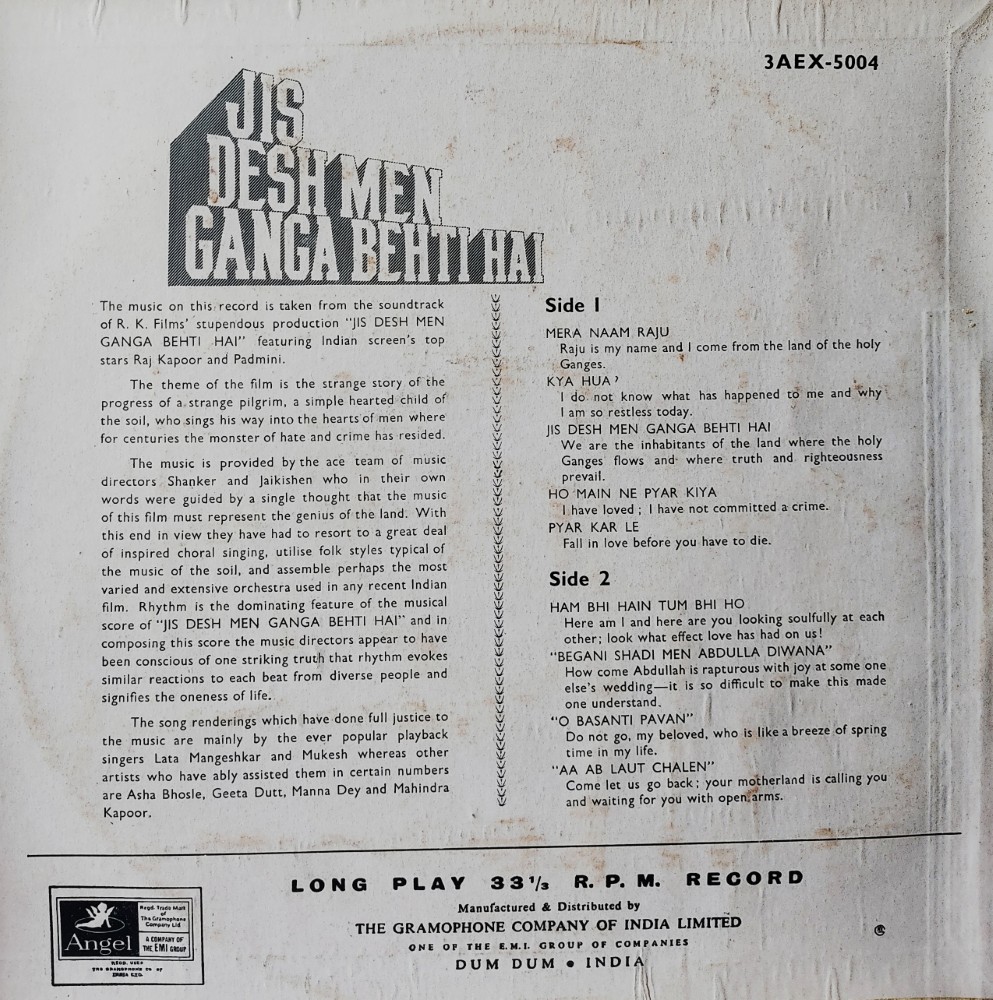 3AEX-5004
JIS
DESH MEN
GANGA BEHTI HAI
The music on this record is taken from the soundtrack
of R. K. Films' stupendous production "JIS DESH MEN
GANGA BEHTI HAI" featuring Indian screen's top
stars Raj Kapoor and Padmini.
The theme of the film is the strange story of the
progress of a strange pilgrim, a simple hearted child of
the soil, who sings his way into the hearts of men where
for centuries the monster of hate and crime has resided.
The music is provided by the ace team of music
directors Shanker and Jaikishen who in their own
words were guided by a single thought that the music
of this film must represent the genius of the land. With
this end in view they have had to resort to a great deal
of inspired choral singing, utilise folk styles typical of
the music of the soil, and assemble perhaps the most
varied and extensive orchestra used in any recent Indian
film. Rhythm is the dominating feature of the musical
score of "JIS DESH MEN GANGA BEHTI HAI" and in
composing this score the music directors appear to have
been conscious of one striking truth that rhythm evokes
similar reactions to each beat from diverse people and
signifies the oneness of life.
The song renderings which have done full justice to
the music are mainly by the ever popular playback
singers Lata Mangeshkar and Mukesh whereas other
artists who have ably assisted them in certain numbers
are Asha Bhosle, Geeta Dutt, Manna Dey and Mahindra
Kapoor.
Side 1
MERA NAAM RAJU
Raju is my name and I come from the land of the holy
Ganges.
KYA HUA ’
I do not know what has happened to me and why
I am so restless today.
JIS DESH MEN GANGA BEHTI HAI
We are the inhabitants of the land where the holy
Ganges flows and where truth and righteousness
prevail.
HO MAIN NE PYAR KIYA
I have loved ; I have not committed a crime.
PYAR KAR LE
Fall in love before you have to die.
Side 2
HAM BHI HAIN TUM BHI HO
Here am I and here are you looking soulfully at each
other; look what effect love has had on us!
"BEGANI SHADI MEN ABDULLA DIWANA"
How come Abdullah is rapturous with joy at some one
else's wedding—it is so difficult to make this made
one understand.
"O BASANTI PAVAN"
Do not go, my beloved, who is like a breeze of spring
time in my life.
"AA AB LAUT CHALEN"
Come let us go back ; your motherland is calling you
and waiting for you with open arms.
LONG PLAY 33 1/3 R. P. M. RECORD
Manufactured & Distributed by
THE GRAMOPHONE COMPANY OF INDIA LIMITED
ONE OF THE E.M.I. GROUP OF COMPANIES
DUM DUM • INDIA
Angel
Regd. Trade Mark
of
The Gramophone
Company Ltd
A COMPANY OF
THE EMI GROUP
REGD. USER
THE GRAMOPHONE CO OF
INDIA LTD.